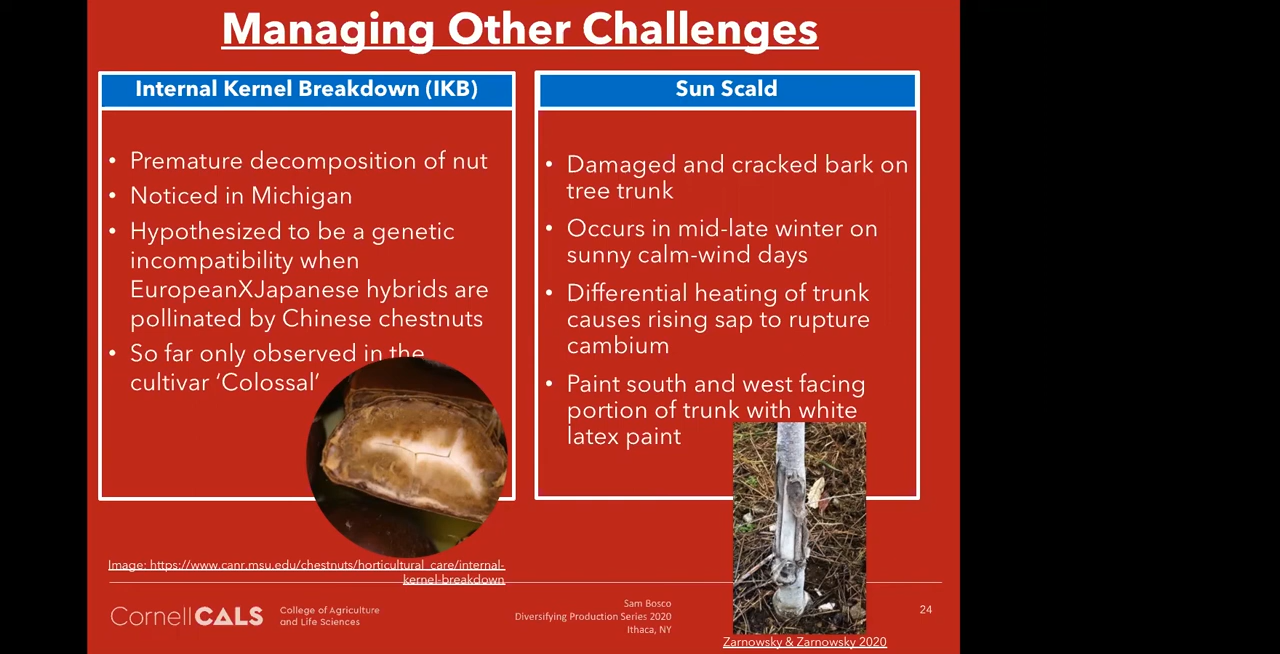 Managing Other Challenges
Internal Kernel Breakdown (IKB)
• Premature decomposition of nut
• Noticed in Michigan
• Hypothesized to be a genetic
incompatibility when
EuropeanXJapanese hybrids are
pollinated by Chinese chestnuts
• So far only observed in the
cultivar ‘Colossal’
Sun Scald
• Damaged and cracked bark on
tree trunk
• Occurs in mid-late winter on
sunny calm-wind days
• Differential heating of trunk
causes rising sap to rupture
cambium
• Paint south and west facing
portion of trunk with white
latex paint
Image: https://www.canr.msu.edu/chestnuts/horticultural_care/internal-
kernel-breakdown
CornellCALS
College of Agriculture
and Life Sciences
Sam Bosco
Diversifying Production Series 2020
Ithaca, NY
24
Zarnowsky & Zarnowsky 2020